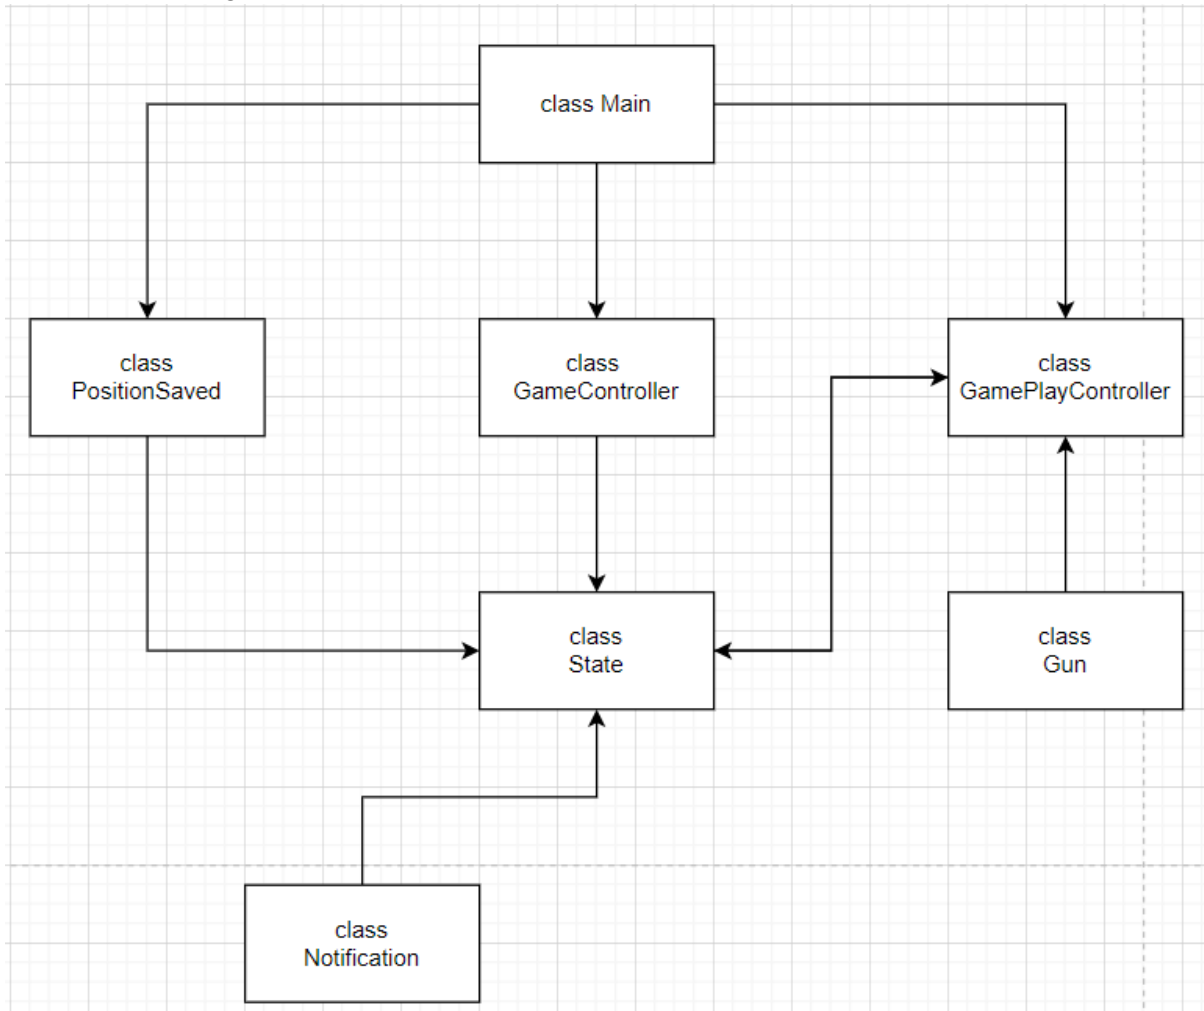 class Main
class
PositionSaved
class
GameController
class
GamePlayController
class
State
class
Gun
class
Notification